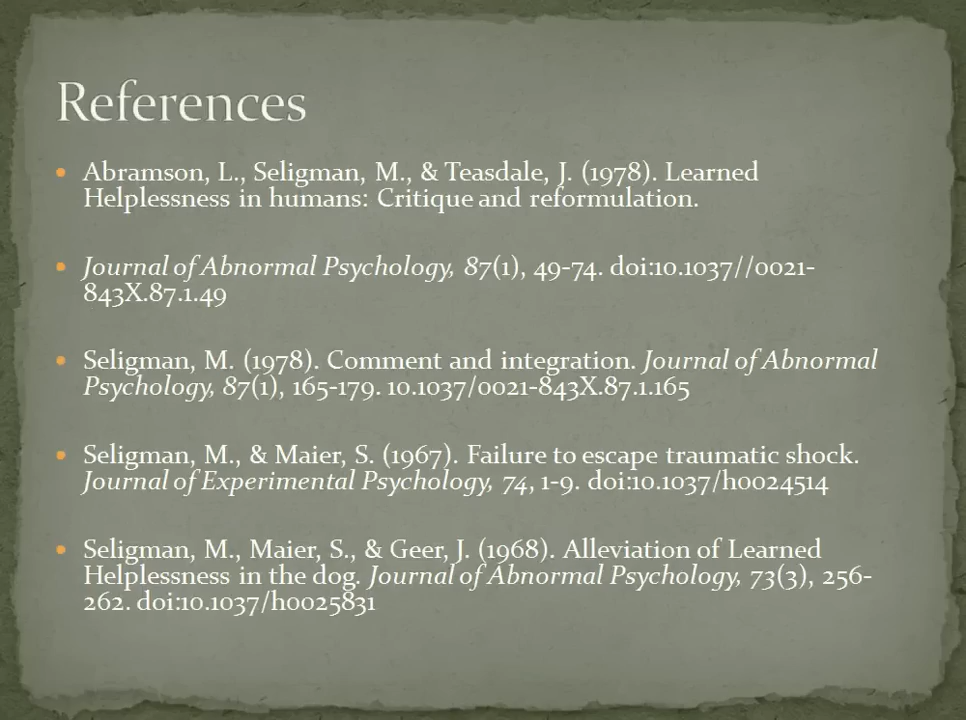 References
• Abramson, L., Seligman, M., & Teasdale, J. (1978). Learned
Helplessness in humans: Critique and reformulation.
• Journal of Abnormal Psychology, 87(1), 49-74. doi:10.1037//0021-
843X.87.1.49
• Seligman, M. (1978). Comment and integration. Journal of Abnormal
Psychology, 87(1), 165-179. 10.1037/0021-843X.87.1.165
• Seligman, M., & Maier, S. (1967). Failure to escape traumatic shock.
Journal of Experimental Psychology, 74, 1-9. doi:10.1037/h0024514
• Seligman, M., Maier, S., & Geer, J. (1968). Alleviation of Learned
Helplessness in the dog. Journal of Abnormal Psychology, 73(3), 256-
262. doi:10.1037/h0025831